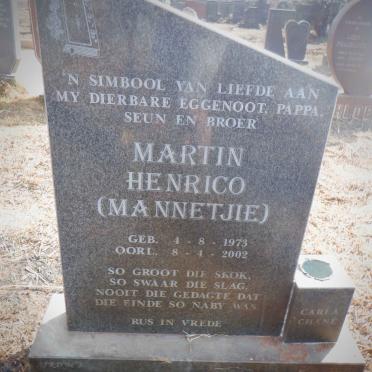 'N SIMBOOL VAN LIEFDE AAN
MY DIERBARE EGGENOOT, PAPPA,
SEUN EN BROER
MARTIN
HENRICO
(MANNETJIE)
GEB. 4-8-1973
OORL. 8-4-2002
SO GROOT DIE SKOK,
SO SWAAR DIE SLAG,
NOOIT DIE GEDAGTE DAT
DIE EINDE SO NABY WAS
RUS IN VREDE
CARLA